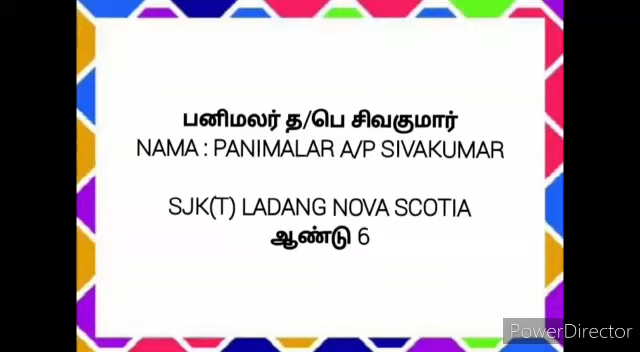 பனிமலர் த/பெ சிவகுமார்
NAMA : PANIMALAR A/P SIVAKUMAR
SJK(T) LADANG NOVA SCOTIA
ஆண்டு 6
PowerDirector